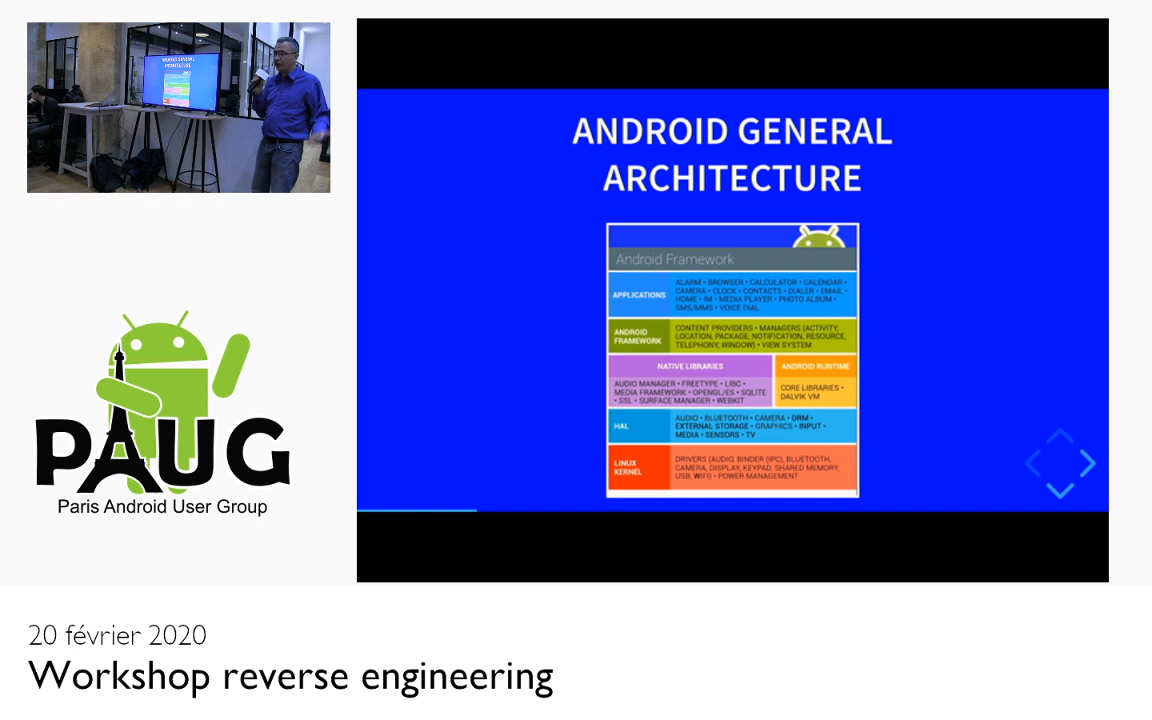 ANDROID GENERAL
ARCHITECTURE
ANDROID GENERAL
ARCHITECTURE
Android Framework
APPLICATIONS
ALARM • BROWSER • CALCULATOR • CALENDAR •
CAMERA • CLOCK • CONTACTS • DIALER • EMAIL •
HOME • IM • MEDIA PLAYER • PHOTO ALBUM •
SMS/MMS • VOICE DIAL
ANDROID
FRAMEWORK
CONTENT PROVIDERS • MANAGERS (ACTIVITY,
LOCATION, PACKAGE, NOTIFICATION, RESOURCE,
TELEPHONY, WINDOW) • VIEW SYSTEM
NATIVE LIBRARIES
AUDIO MANAGER • FREETYPE • LIBC •
MEDIA FRAMEWORK • OPENGL/ES • SQLITE
• SSL • SURFACE MANAGER • WEBKIT
ANDROID RUNTIME
CORE LIBRARIES •
DALVIK VM
HAL
AUDIO • BLUETOOTH • CAMERA • DRM •
EXTERNAL STORAGE • GRAPHICS • INPUT •
MEDIA • SENSORS • TV
LINUX
KERNEL
DRIVERS (AUDIO, BINDER (IPC), BLUETOOTH,
CAMERA, DISPLAY, KEYPAD, SHARED MEMORY,
USB, WIFI) • POWER MANAGEMENT
PAUG
Paris Android User Group
20 février 2020
Workshop reverse engineering